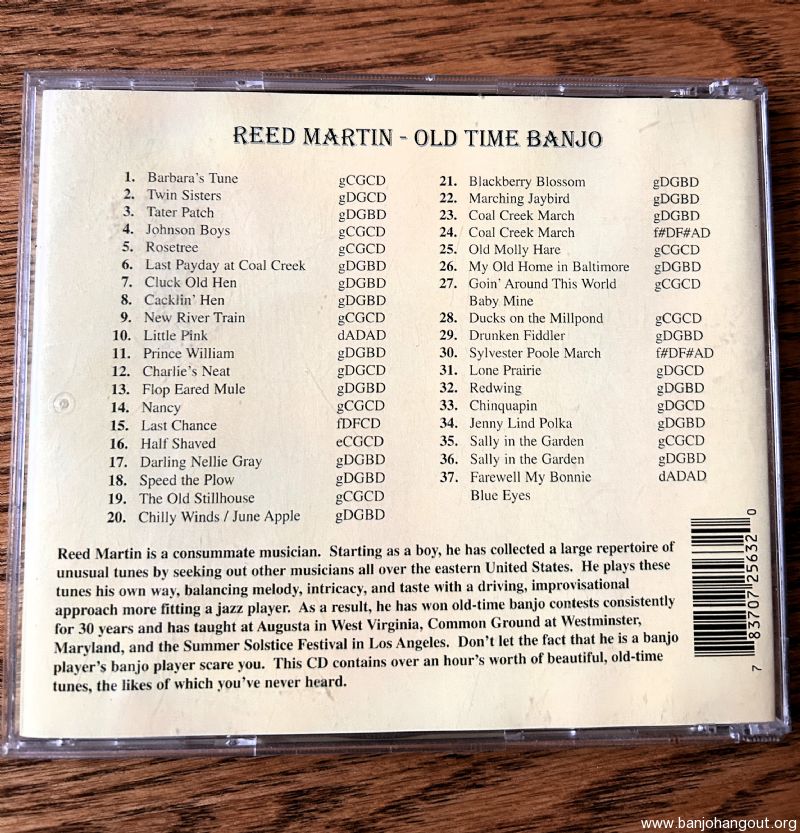 REED MARTIN - OLD TIME BANJO
1. Barbara's Tune gCGCD
2. Twin Sisters gDGCD
3. Tater Patch gDGBD
4. Johnson Boys gCGCD
5. Rosetree gCGCD
6. Last Payday at Coal Creek gDGBD
7. Cluck Old Hen gDGBD
8. Cacklin' Hen gDGBD
9. New River Train gCGCD
10. Little Pink dADAD
11. Prince William gDGBD
12. Charlie's Neat gDGCD
13. Flop Eared Mule gDGBD
14. Nancy gCGCD
15. Last Chance fDFCD
16. Half Shaved eCGCD
17. Darling Nellie Gray gDGBD
18. Speed the Plow gDGBD
19. The Old Stillhouse gCGCD
20. Chilly Winds / June Apple gDGBD
21. Blackberry Blossom gDGBD
22. Marching Jaybird gDGBD
23. Coal Creek March gDGBD
24. Coal Creek March f#DF#AD
25. Old Molly Hare gCGCD
26. My Old Home in Baltimore gDGBD
27. Goin' Around This World gCGCD
Baby Mine
28. Ducks on the Millpond gCGCD
29. Drunken Fiddler gDGBD
30. Sylvester Poole March f#DF#AD
31. Lone Prairie gDGCD
32. Redwing gDGBD
33. Chinquapin gDGCD
34. Jenny Lind Polka gDGBD
35. Sally in the Garden gCGCD
36. Sally in the Garden gDGBD
37. Farewell My Bonnie dADAD
Blue Eyes
Reed Martin is a consummate musician. Starting as a boy, he has collected a large repertoire of
unusual tunes by seeking out other musicians all over the eastern United States. He plays these
tunes his own way, balancing melody, intricacy, and taste with a driving, improvisational
approach more fitting a jazz player. As a result, he has won old-time banjo contests consistently
for 30 years and has taught at Augusta in West Virginia, Common Ground at Westminster,
Maryland, and the Summer Solstice Festival in Los Angeles. Don't let the fact that he is a banjo
player's banjo player scare you. This CD contains over an hour's worth of beautiful, old-time
tunes, the likes of which you've never heard.
7 83707 25632 0
www.banjohangout.org